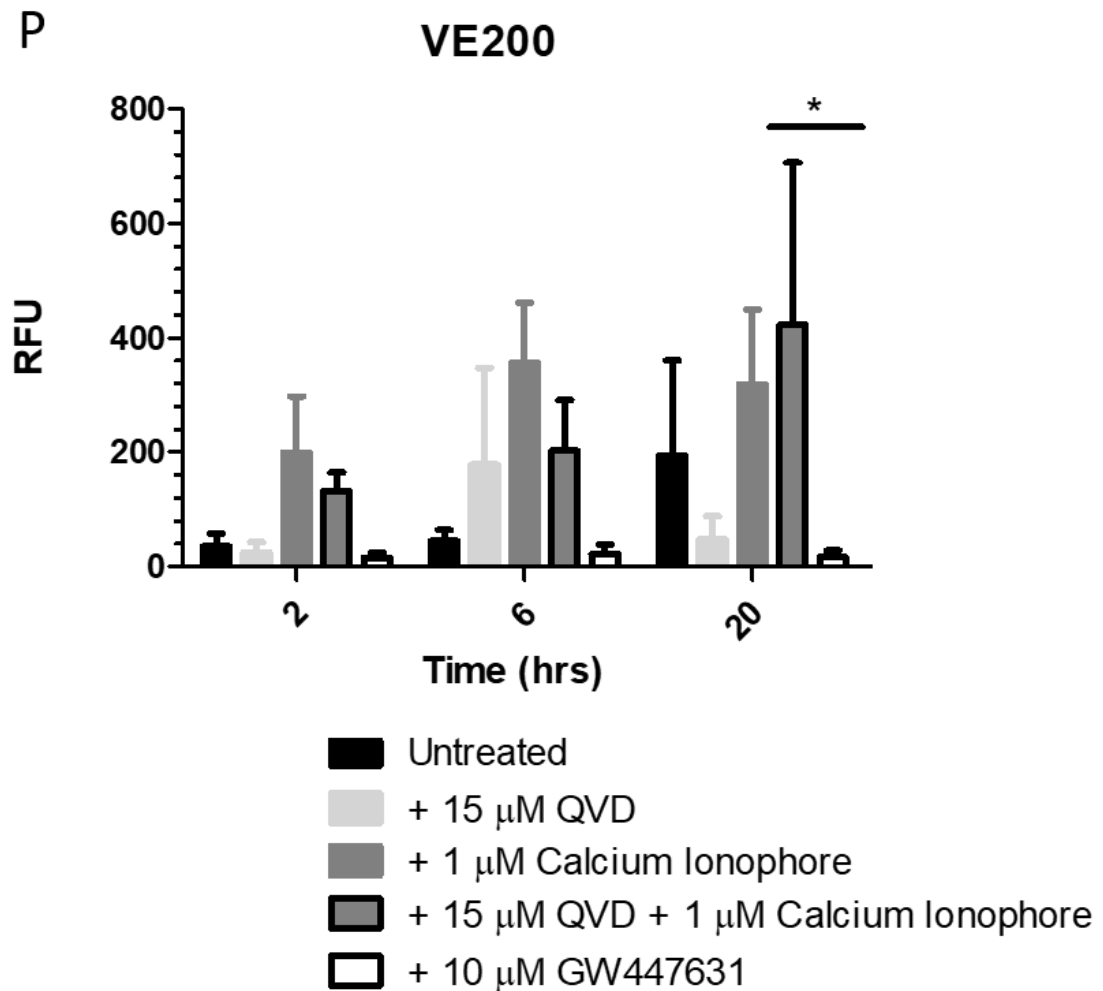 P
VE200
*
800
600
400
200
0
RFU
2
6
20
Time (hrs)
Untreated
+ 15 μM QVD
+ 1 μM Calcium Ionophore
+ 15 μM QVD + 1 μM Calcium Ionophore
+ 10 μM GW447631